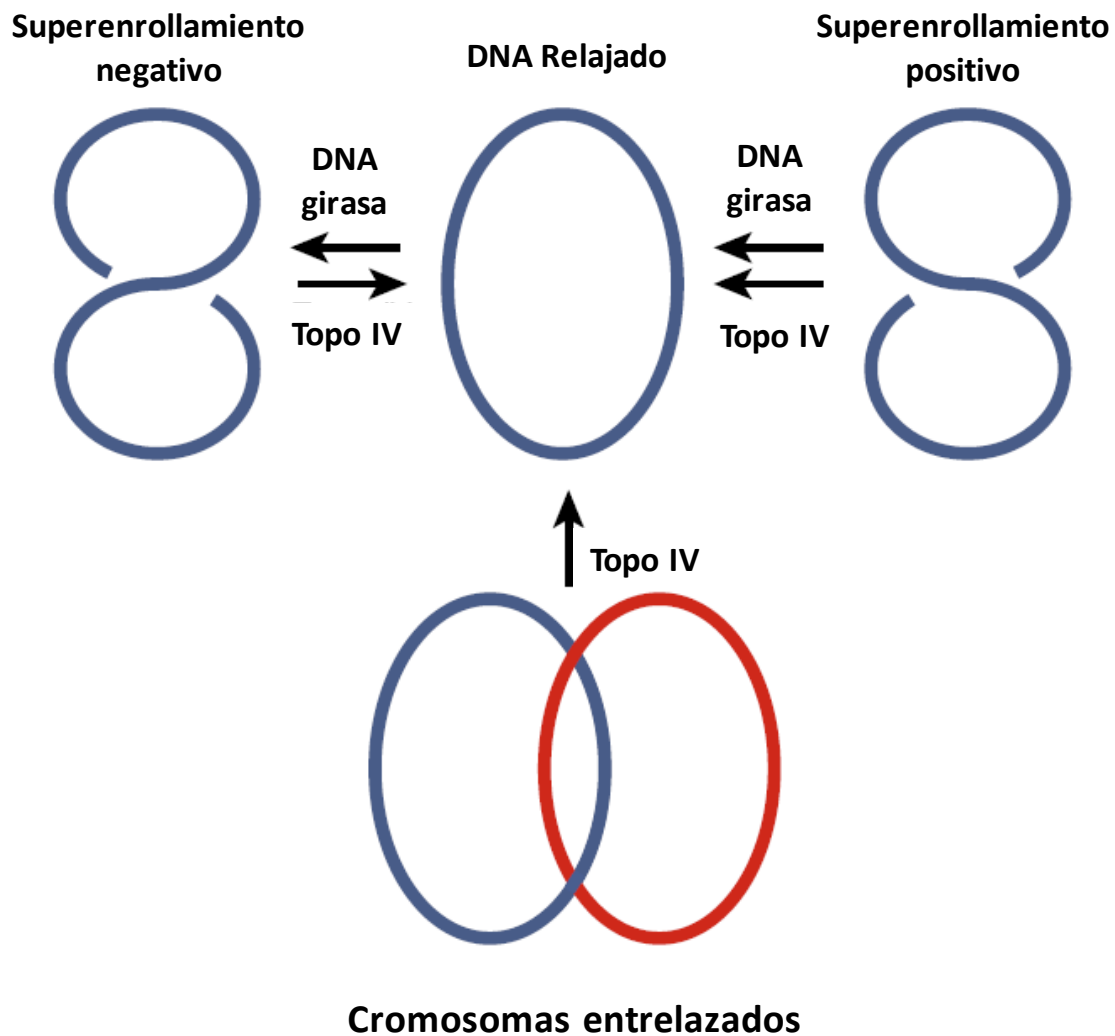 Superenrollamiento
negativo
DNA Relajado
Superenrollamiento
positivo
DNA
girasa
Topo IV
DNA
girasa
Topo IV
Topo IV
Cromosomas entrelazados